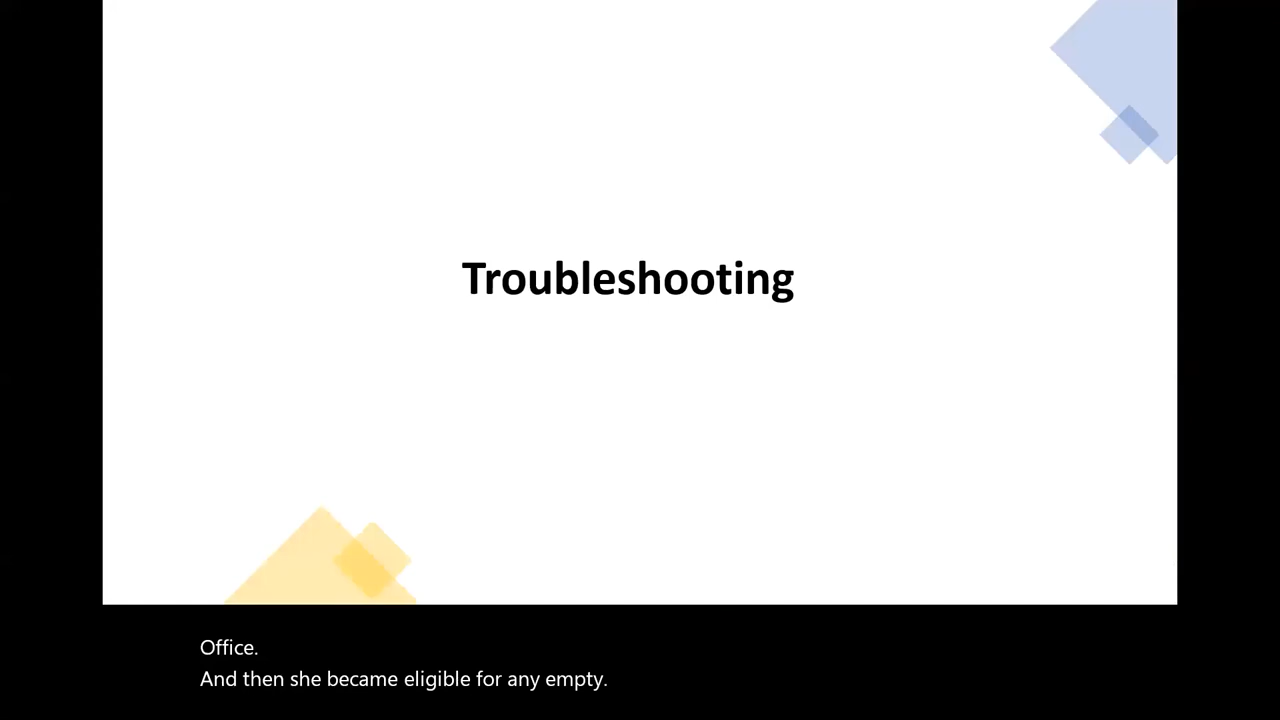 Troubleshooting
Office.
And then she became eligible for any empty.